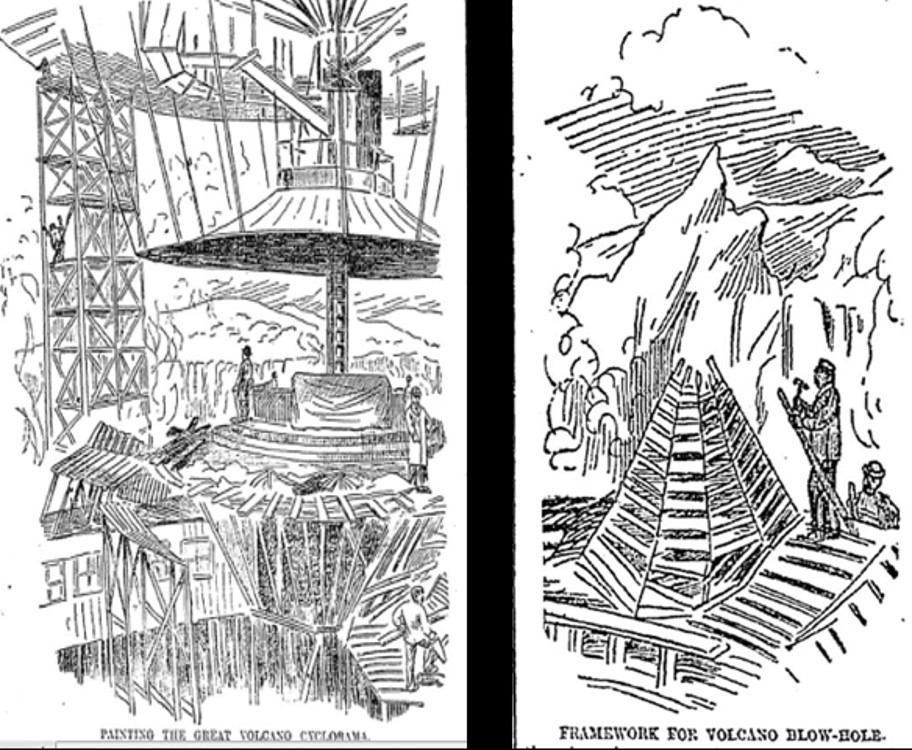 PAINTING THE GREAT VOLCANO CYCLORAMA.
FRAMEWORK FOR VOLCANO BLOW-HOLE.